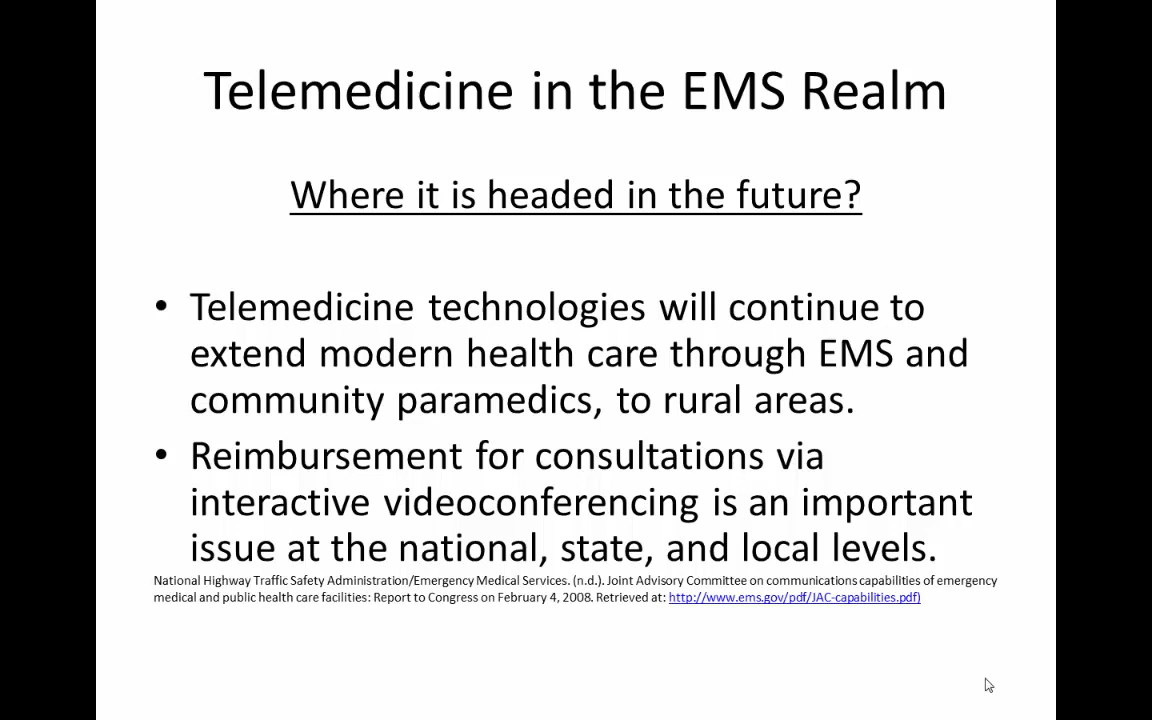 Telemedicine in the EMS Realm
Where it is headed in the future?
• Telemedicine technologies will continue to
extend modern health care through EMS and
community paramedics, to rural areas.
• Reimbursement for consultations via
interactive videoconferencing is an important
issue at the national, state, and local levels.
National Highway Traffic Safety Administration/Emergency Medical Services. (n.d.). Joint Advisory Committee on communications capabilities of emergency
medical and public health care facilities: Report to Congress on February 4, 2008. Retrieved at: http://www.ems.gov/pdf/JAC-capabilities.pdf)